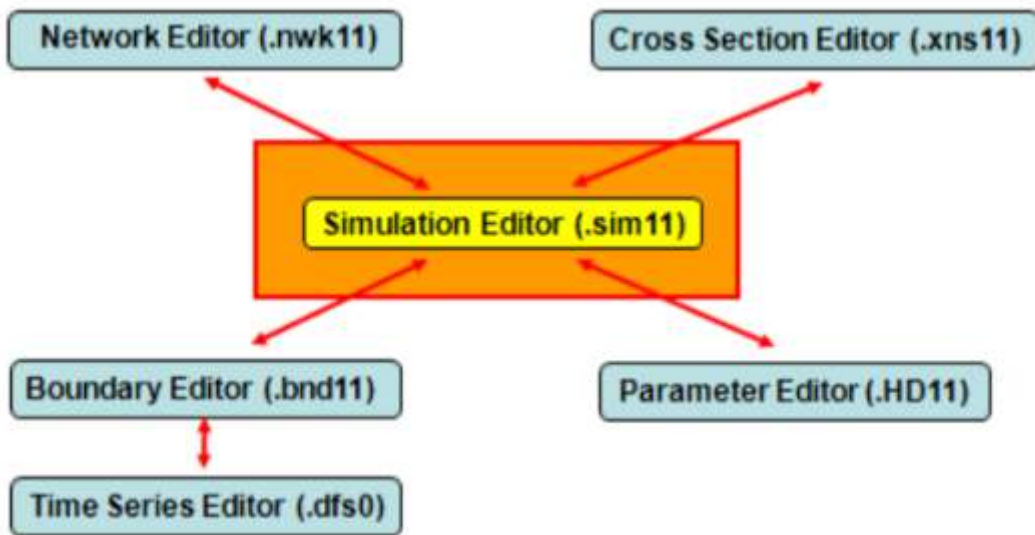 Network Editor (.nwk11)
Cross Section Editor (.xns11)
Simulation Editor (.sim11)
Boundary Editor (.bnd11)
Parameter Editor (.HD11)
Time Series Editor (.dfs0)